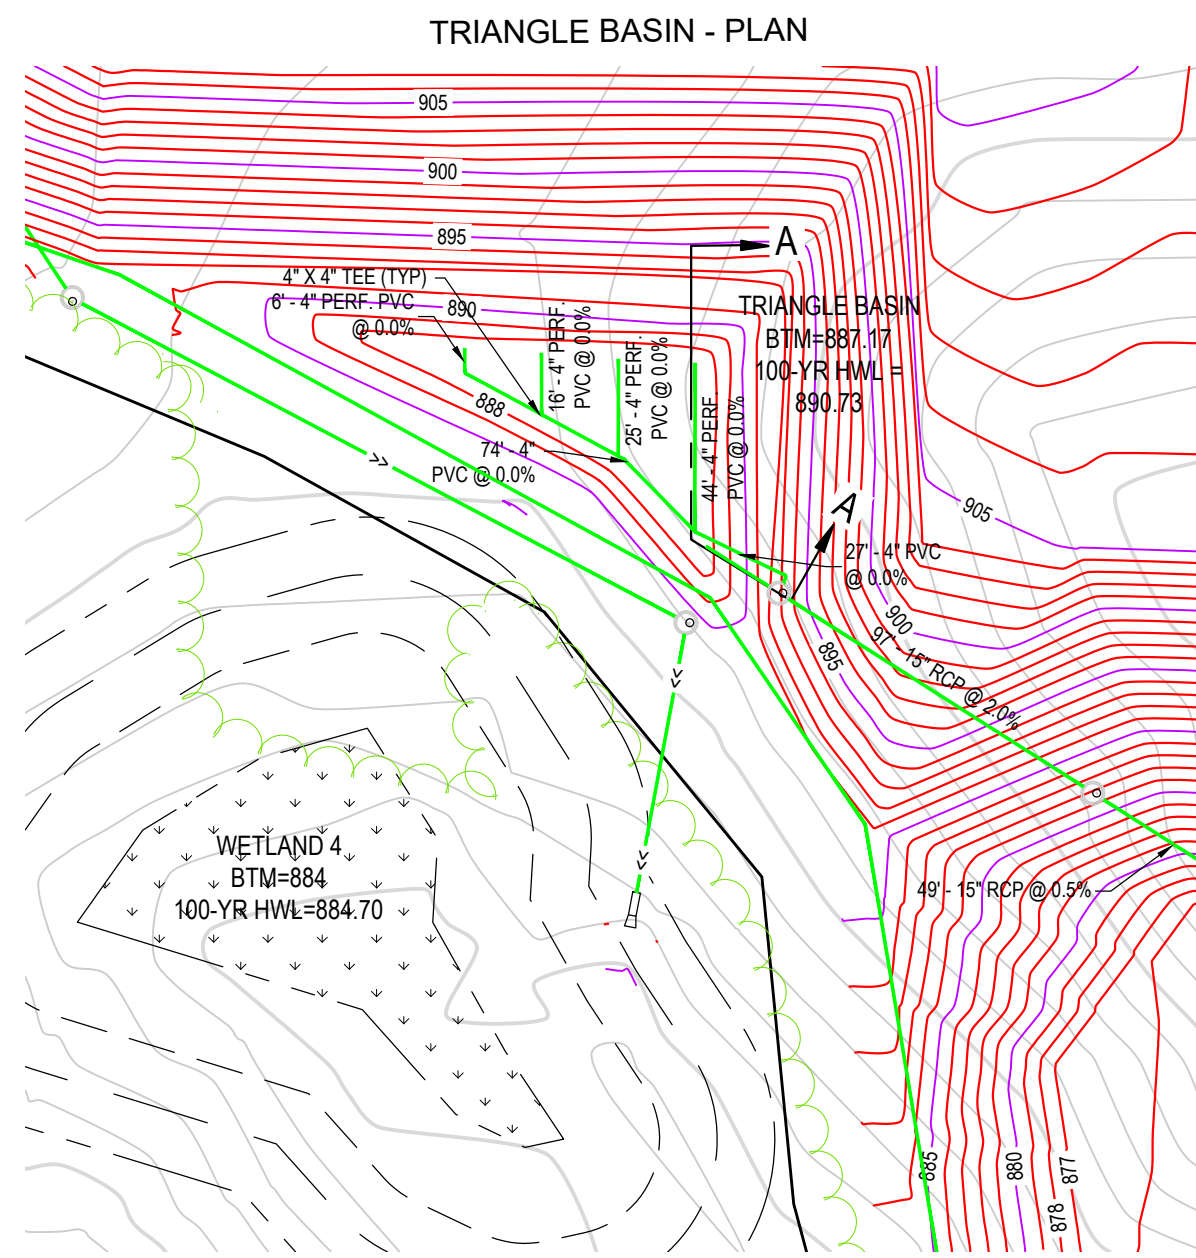 TRIANGLE BASIN - PLAN
905
900
895
A
4" X 4" TEE (TYP)
6' - 4" PERF. PVC
@ 0.0%
890
16' - 4" PERF.
PVC @ 0.0%
25' - 4" PERF.
PVC @ 0.0%
44' - 4" PERF.
PVC @ 0.0%
TRIANGLE BASIN
BTM=887.17
100-YR HWL =
890.73
888
74' - 4"
PVC @ 0.0%
>>
A
905
27' - 4" PVC
@ 0.0%
900
895
97' - 15" RCP @ 2.0%
>>
>>
WETLAND 4
BTM=884
100-YR HWL=884.70
49' - 15" RCP @ 0.5%
885
880
877
878